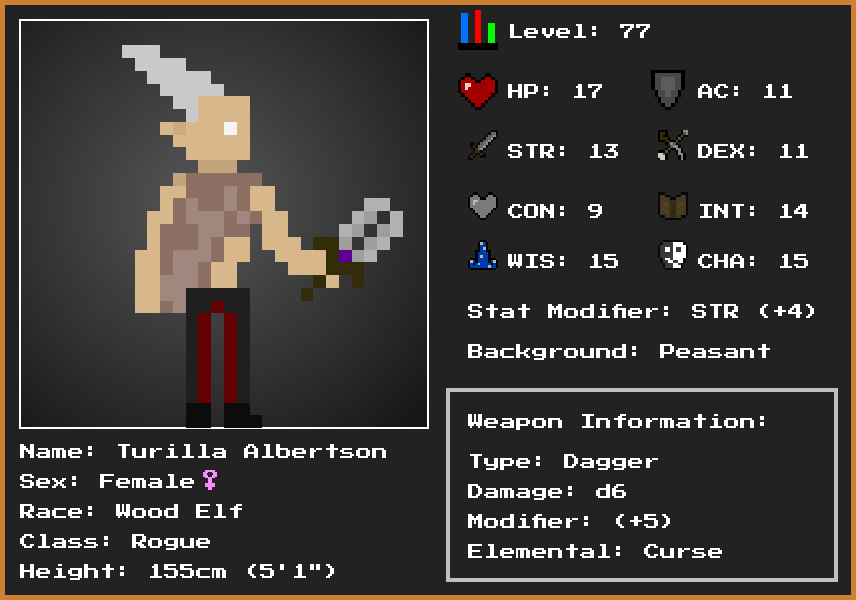 Level: 77
HP: 17
AC: 11
STR: 13
DEX: 11
CON: 9
INT: 14
WIS: 15
CHA: 15
Stat Modifier: STR (+4)
Background: Peasant
Weapon Information:
Type: Dagger
Damage: d6
Modifier: (+5)
Elemental: Curse
Name: Turilla Albertson
Sex: Female♀
Race: Wood Elf
Class: Rogue
Height: 155cm (5'1")